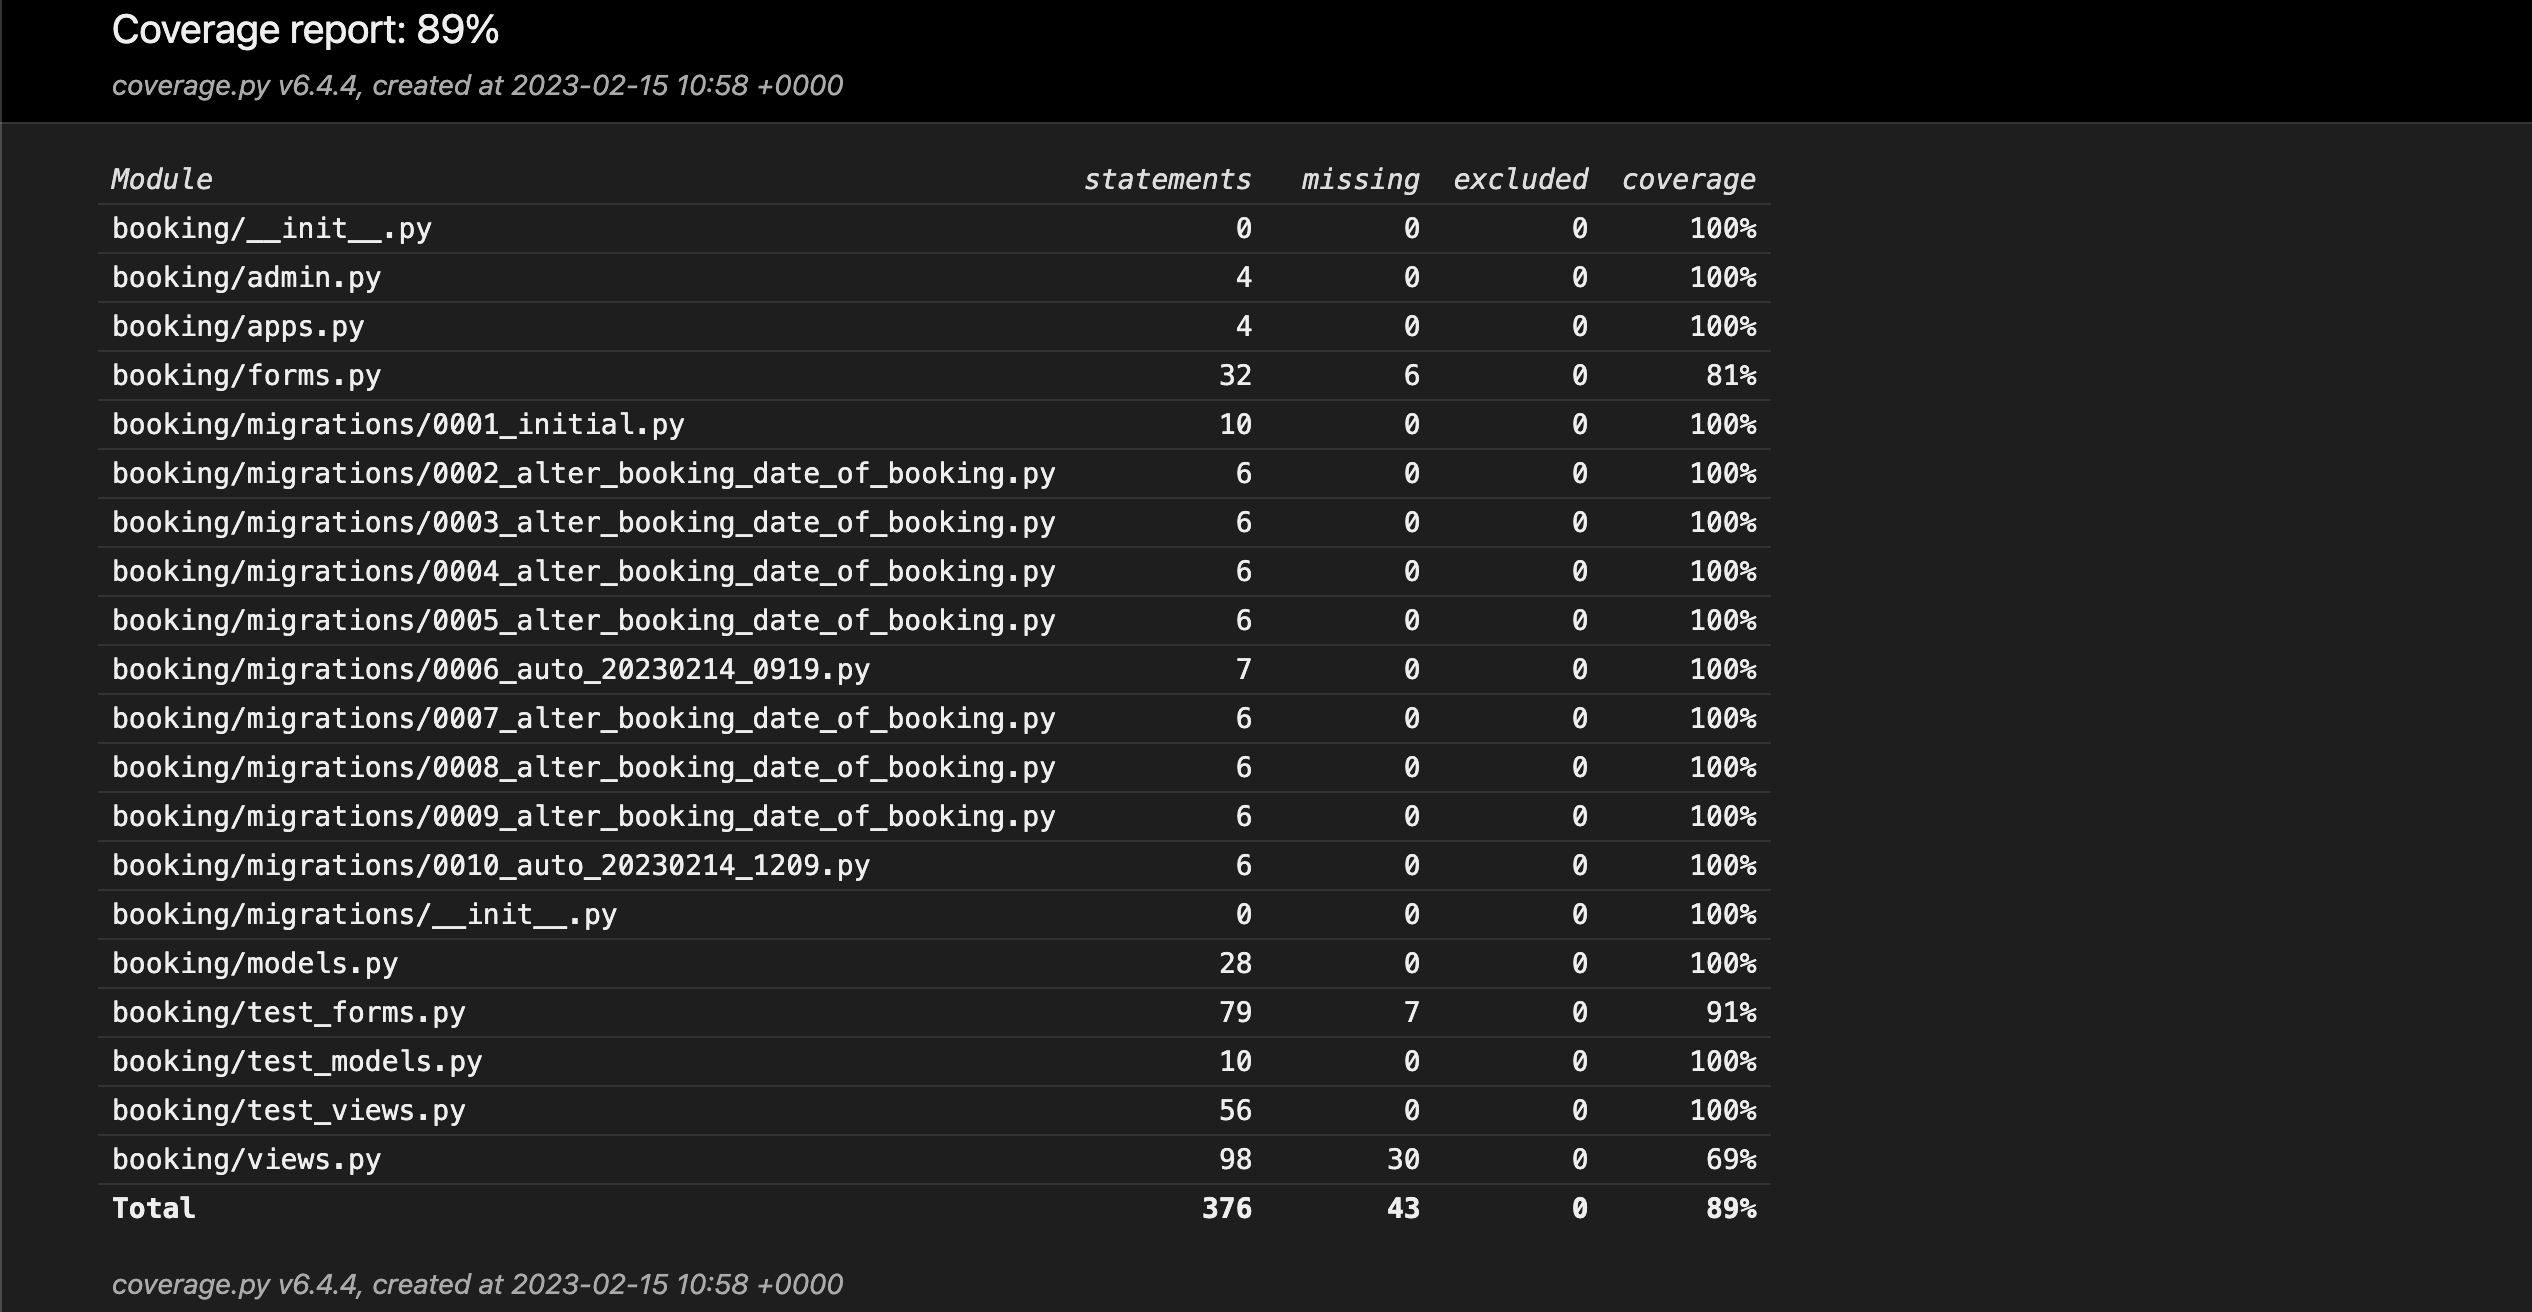 Coverage report: 89%
coverage.py v6.4.4, created at 2023-02-15 10:58 +0000
Module statements missing excluded coverage
booking/__init__.py 0 0 0 100%
booking/admin.py 4 0 0 100%
booking/apps.py 4 0 0 100%
booking/forms.py 32 6 0 81%
booking/migrations/0001_initial.py 10 0 0 100%
booking/migrations/0002_alter_booking_date_of_booking.py 6 0 0 100%
booking/migrations/0003_alter_booking_date_of_booking.py 6 0 0 100%
booking/migrations/0004_alter_booking_date_of_booking.py 6 0 0 100%
booking/migrations/0005_alter_booking_date_of_booking.py 6 0 0 100%
booking/migrations/0006_auto_20230214_0919.py 7 0 0 100%
booking/migrations/0007_alter_booking_date_of_booking.py 6 0 0 100%
booking/migrations/0008_alter_booking_date_of_booking.py 6 0 0 100%
booking/migrations/0009_alter_booking_date_of_booking.py 6 0 0 100%
booking/migrations/0010_auto_20230214_1209.py 6 0 0 100%
booking/migrations/__init__.py 0 0 0 100%
booking/models.py 28 0 0 100%
booking/test_forms.py 79 7 0 91%
booking/test_models.py 10 0 0 100%
booking/test_views.py 56 0 0 100%
booking/views.py 98 30 0 69%
Total 376 43 0 89%
coverage.py v6.4.4, created at 2023-02-15 10:58 +0000